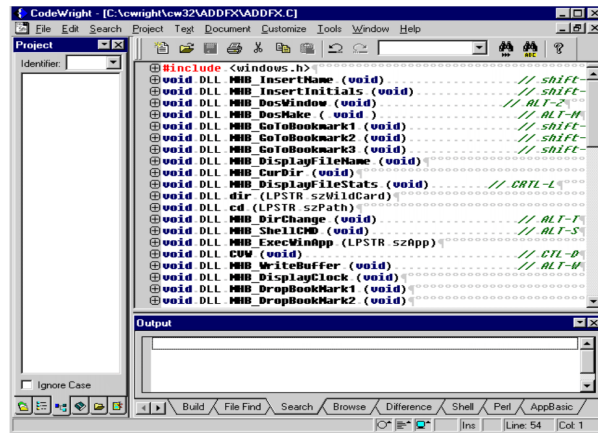 CodeWright - [C:\cwright\cw32\ADDFX\ADDFX.C]
File Edit Search Project Text Document Customize Tools Window Help
Project
Identifier:
#include <windows.h>
void DLL MHB_InsertName (void) // shift-
void DLL MHB_InsertInitials (void) // shift-
void DLL MHB_DosWindow (void) // ALT-Z
void DLL MHB_DosMake ( void ) // ALT-M
void DLL MHB_GoToBookmark1 (void) // shift-
void DLL MHB_GoToBookmark2 (void) // shift-
void DLL MHB_GoToBookmark3 (void) // shift-
void DLL MHB_DisplayFileName (void)
void DLL MHB_CurDir (void)
void DLL MHB_DisplayFileStats (void) // CRTL-L
void DLL dir (LPSTR szWildCard)
void DLL cd (LPSTR szPath)
void DLL MHB_DirChange (void) // ALT-T
void DLL MHB_ShellCMD (void) // ALT-S
void DLL MHB_ExecWinApp (LPSTR szApp)
void DLL CVW (void) // CTL-D
void DLL MHB_WriteBuffer (void) // ALT-W
void DLL MHB_DisplayClock (void)
void DLL MHB_DropBookMark1 (void)
void DLL MHB_DropBookMark2 (void)
Output
Ignore Case
Build File Find Search Browse Difference Shell Perl AppBasic
Ins Line: 54 Col: 1